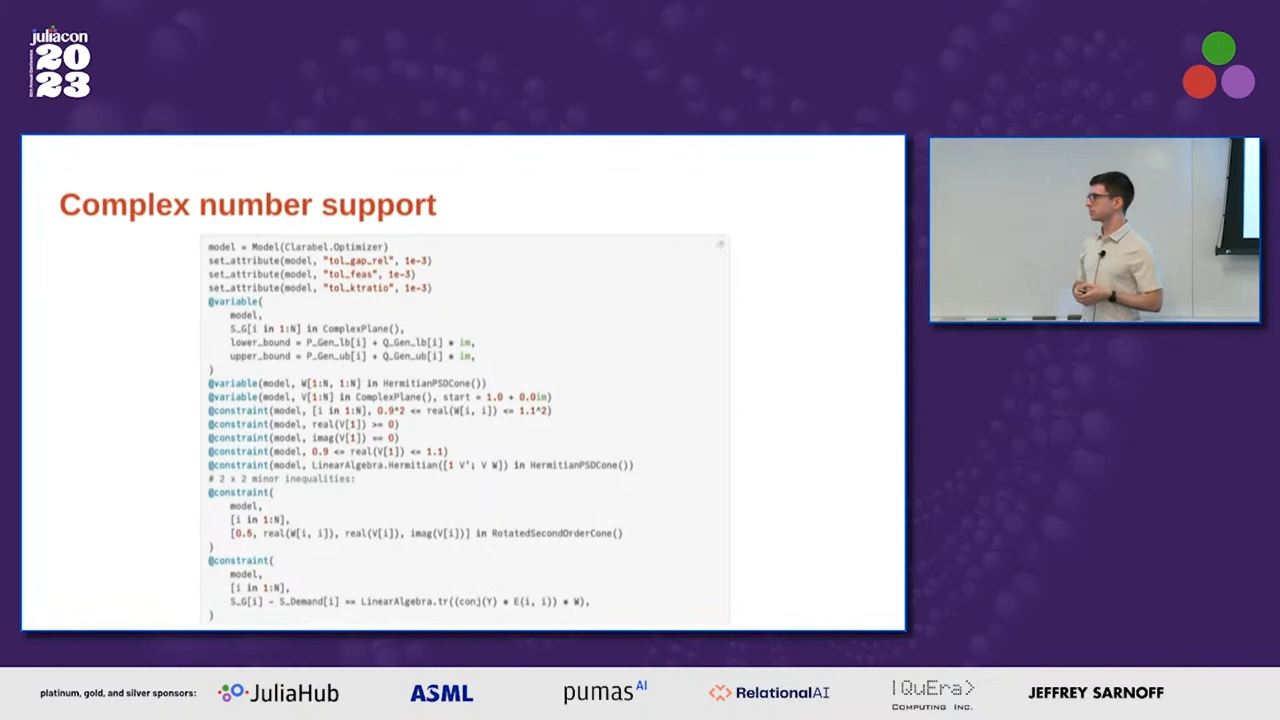 juliacon
20
23
Complex number support
model = Model(Clarabel.Optimizer)
set_attribute(model, "tol_gap_rel", 1e-3)
set_attribute(model, "tol_feas", 1e-3)
set_attribute(model, "tol_ktratio", 1e-3)
@variable(
model,
S_G[i in 1:N] in ComplexPlane(),
lower_bound = P_Gen_lb[i] + Q_Gen_lb[i] * im,
upper_bound = P_Gen_ub[i] + Q_Gen_ub[i] * im,
)
@variable(model, W[1:N, 1:N] in HermitianPSDCone())
@variable(model, V[1:N] in ComplexPlane(), start = 1.0 + 0.0im)
@constraint(model, [i in 1:N], 0.9^2 <= real(W[i, i]) <= 1.1^2)
@constraint(model, real(V[1]) >= 0)
@constraint(model, imag(V[1]) == 0)
@constraint(model, 0.9 <= real(V[1]) <= 1.1)
@constraint(model, LinearAlgebra.Hermitian([1 V'; V W]) in HermitianPSDCone())
# 2 x 2 minor inequalities:
@constraint(
model,
[i in 1:N],
[0.5, real(W[i, i]), real(V[i]), imag(V[i])] in RotatedSecondOrderCone()
)
@constraint(
model,
[i in 1:N],
S_G[i] - S_Demand[i] == LinearAlgebra.tr((conj(Y) * E(i, i)) * W),
)
platinum, gold, and silver sponsors:
JuliaHub
ASML
pumas AI
RelationalAI
|QuEra>
COMPUTING INC.
JEFFREY SARNOFF